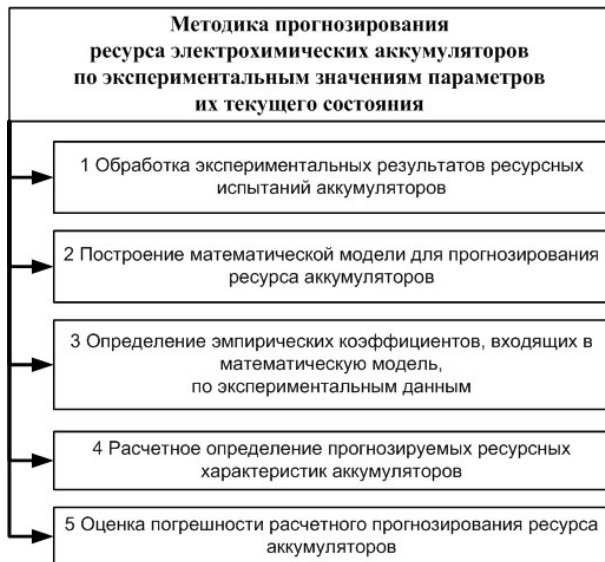 Методика прогнозирования
ресурса электрохимических аккумуляторов
по экспериментальным значениям параметров
их текущего состояния
1 Обработка экспериментальных результатов ресурсных
испытаний аккумуляторов
2 Построение математической модели для прогнозирования
ресурса аккумуляторов
3 Определение эмпирических коэффициентов, входящих в
математическую модель,
по экспериментальным данным
4 Расчетное определение прогнозируемых ресурсных
характеристик аккумуляторов
5 Оценка погрешности расчетного прогнозирования ресурса
аккумуляторов